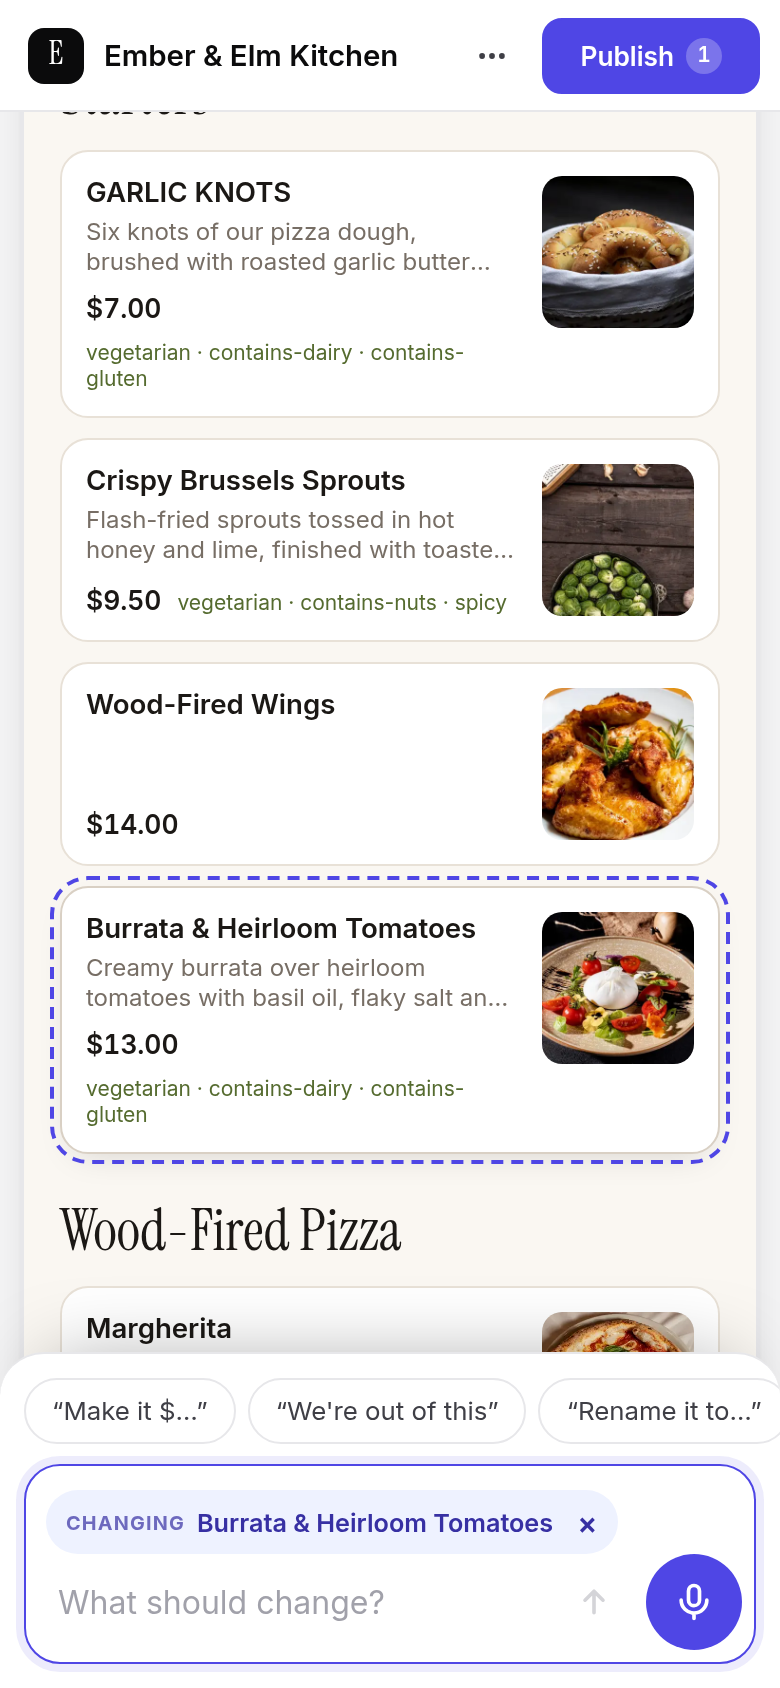 E
Ember & Elm Kitchen
Publish 1
Starters
GARLIC KNOTS
Six knots of our pizza dough,
brushed with roasted garlic butter...
$7.00
vegetarian · contains-dairy · contains-
gluten
Crispy Brussels Sprouts
Flash-fried sprouts tossed in hot
honey and lime, finished with toaste...
$9.50 vegetarian · contains-nuts · spicy
Wood-Fired Wings
$14.00
Burrata & Heirloom Tomatoes
Creamy burrata over heirloom
tomatoes with basil oil, flaky salt an...
$13.00
vegetarian · contains-dairy · contains-
gluten
Wood-Fired Pizza
Margherita
“Make it $...” “We're out of this” “Rename it to...”
CHANGING Burrata & Heirloom Tomatoes ×
What should change?